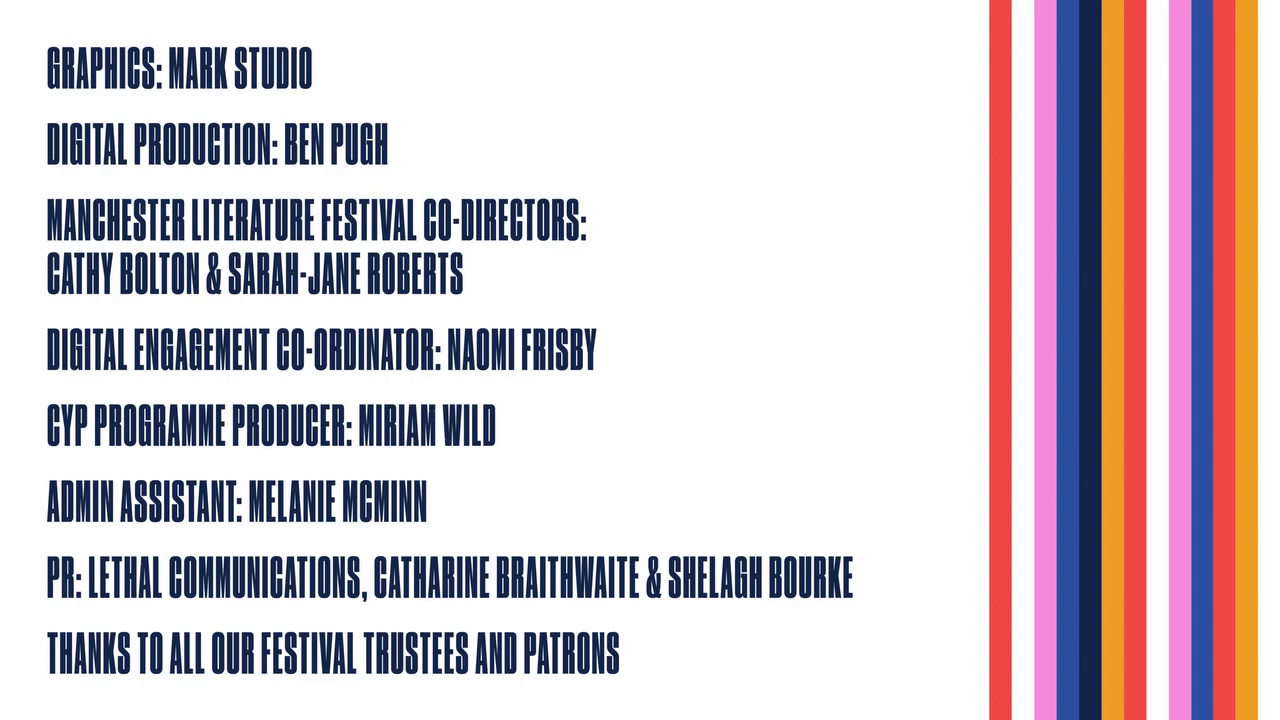 GRAPHICS: MARK STUDIO
DIGITAL PRODUCTION: BEN PUGH
MANCHESTER LITERATURE FESTIVAL CO-DIRECTORS:
CATHY BOLTON & SARAH-JANE ROBERTS
DIGITAL ENGAGEMENT CO-ORDINATOR: NAOMI FRISBY
CYP PROGRAMME PRODUCER: MIRIAM WILD
ADMIN ASSISTANT: MELANIE MCMINN
PR: LETHAL COMMUNICATIONS, CATHARINE BRAITHWAITE & SHELAGH BOURKE
THANKS TO ALL OUR FESTIVAL TRUSTEES AND PATRONS